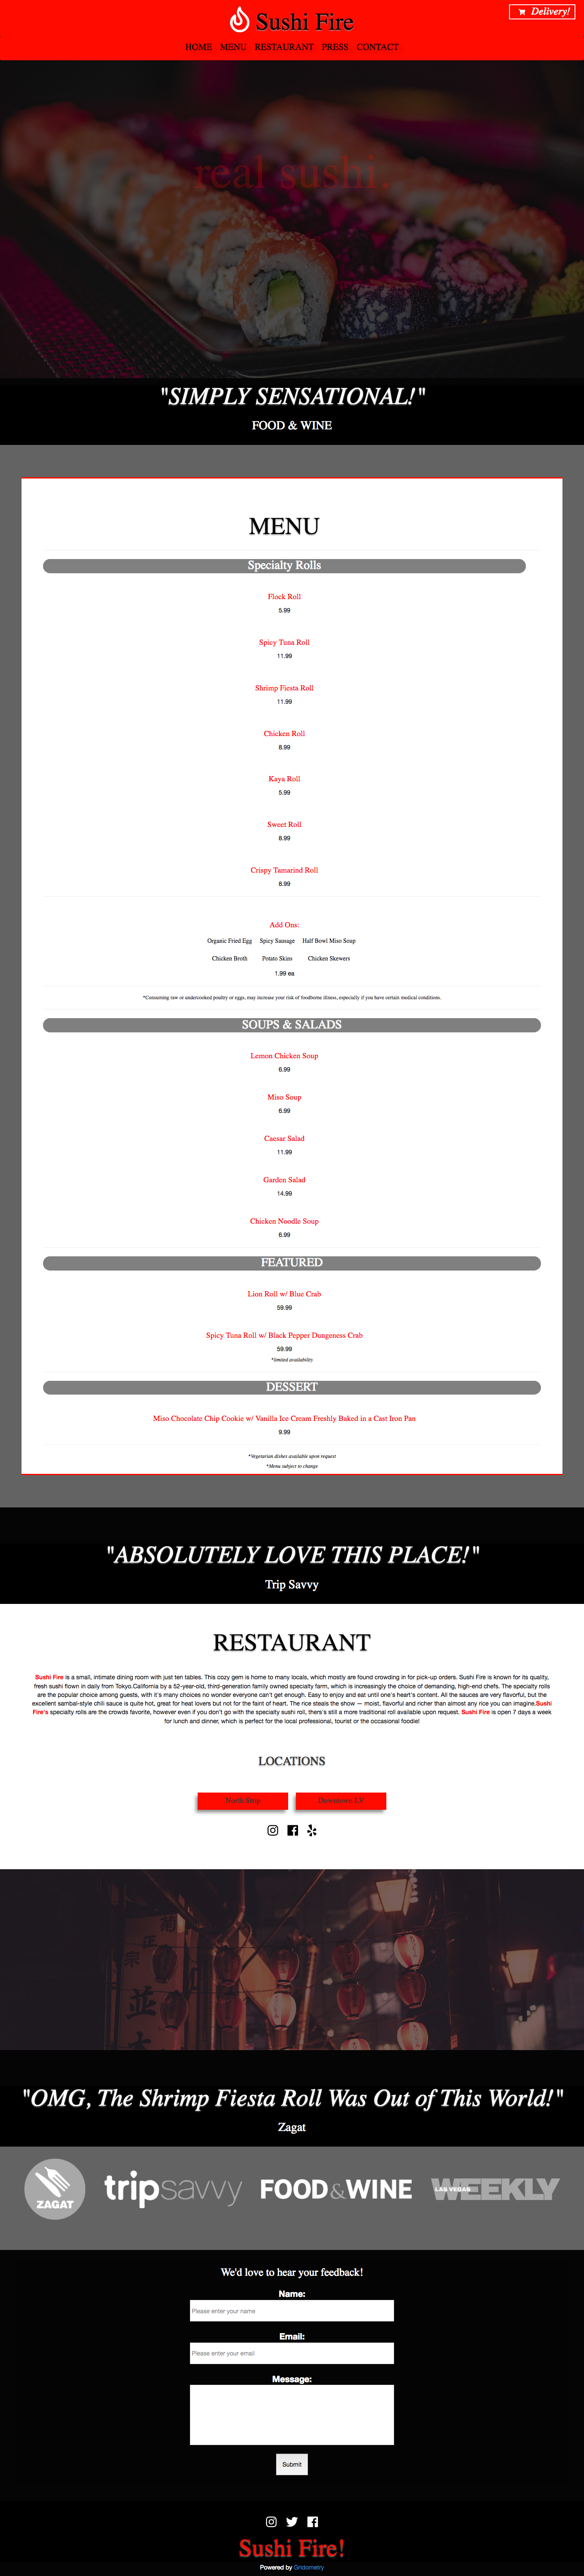 Delivery!
Sushi Fire
HOME MENU RESTAURANT PRESS CONTACT
real sushi.
"SIMPLY SENSATIONAL!"
FOOD & WINE
MENU
Specialty Rolls
Flock Roll
5.99
Spicy Tuna Roll
11.99
Shrimp Fiesta Roll
11.99
Chicken Roll
8.99
Kaya Roll
5.99
Sweet Roll
8.99
Crispy Tamarind Roll
8.99
Add Ons:
Organic Fried Egg Spicy Sausage Half Bowl Miso Soup
Chicken Broth Potato Skins Chicken Skewers
1.99 ea
*Consuming raw or undercooked poultry or eggs, may increase your risk of foodborne illness, especially if you have certain medical conditions.
SOUPS & SALADS
Lemon Chicken Soup
6.99
Miso Soup
6.99
Caesar Salad
11.99
Garden Salad
14.99
Chicken Noodle Soup
6.99
FEATURED
Lion Roll w/ Blue Crab
59.99
Spicy Tuna Roll w/ Black Pepper Dungeness Crab
59.99
*limited availability
DESSERT
Miso Chocolate Chip Cookie w/ Vanilla Ice Cream Freshly Baked in a Cast Iron Pan
9.99
*Vegetarian dishes available upon request
*Menu subject to change
"ABSOLUTELY LOVE THIS PLACE!"
Trip Savvy
RESTAURANT
Sushi Fire is a small, intimate dining room with just ten tables. This cozy gem is home to many locals, which mostly are found crowding in for pick-up orders. Sushi Fire is known for its quality,
fresh sushi flown in daily from Tokyo.California by a 52-year-old, third-generation family owned specialty farm, which is increasingly the choice of demanding, high-end chefs. The specialty rolls
are the popular choice among guests, with it's many choices no wonder everyone can't get enough. Easy to enjoy and eat until one's heart's content. All the sauces are very flavorful, but the
excellent sambal-style chili sauce is quite hot, great for heat lovers but not for the faint of heart. The rice steals the show — moist, flavorful and richer than almost any rice you can imagine.Sushi
Fire's specialty rolls are the crowds favorite, however even if you don't go with the specialty sushi roll, there's still a more traditional roll available upon request. Sushi Fire is open 7 days a week
for lunch and dinner, which is perfect for the local professional, tourist or the occasional foodie!
LOCATIONS
North Strip Downtown LV
"OMG, The Shrimp Fiesta Roll Was Out of This World!"
Zagat
ZAGAT tripsavvy FOOD&WINE LAS VEGAS WEEKLY
We'd love to hear your feedback!
Name:
Please enter your name
Email:
Please enter your email
Message:
Submit
Sushi Fire!
Powered by Gridometry